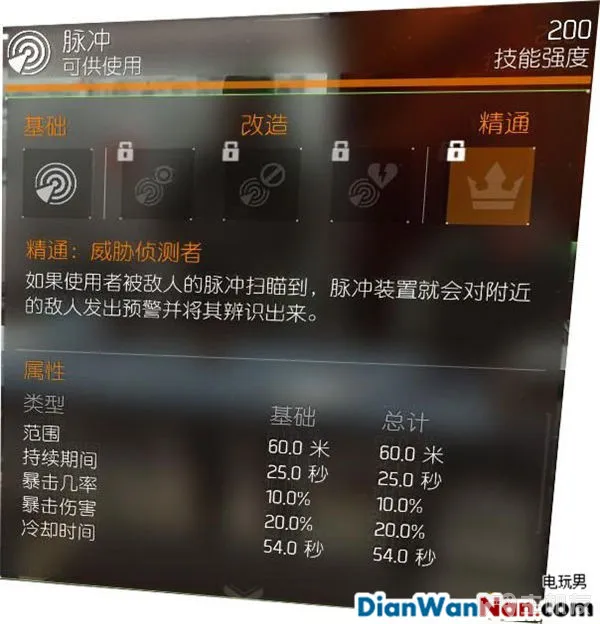 脉冲
可供使用
200
技能强度
基础
改造
精通
精通：威胁侦测者
如果使用者被敌人的脉冲扫瞄到，脉冲装置就会对附近
的敌人发出预警并将其辨识出来。
属性
类型 基础 总计
范围 60.0 米 60.0 米
持续期间 25.0 秒 25.0 秒
暴击几率 10.0% 10.0%
暴击伤害 20.0% 20.0%
冷却时间 54.0 秒 54.0 秒
电玩男
DianWanNan.com